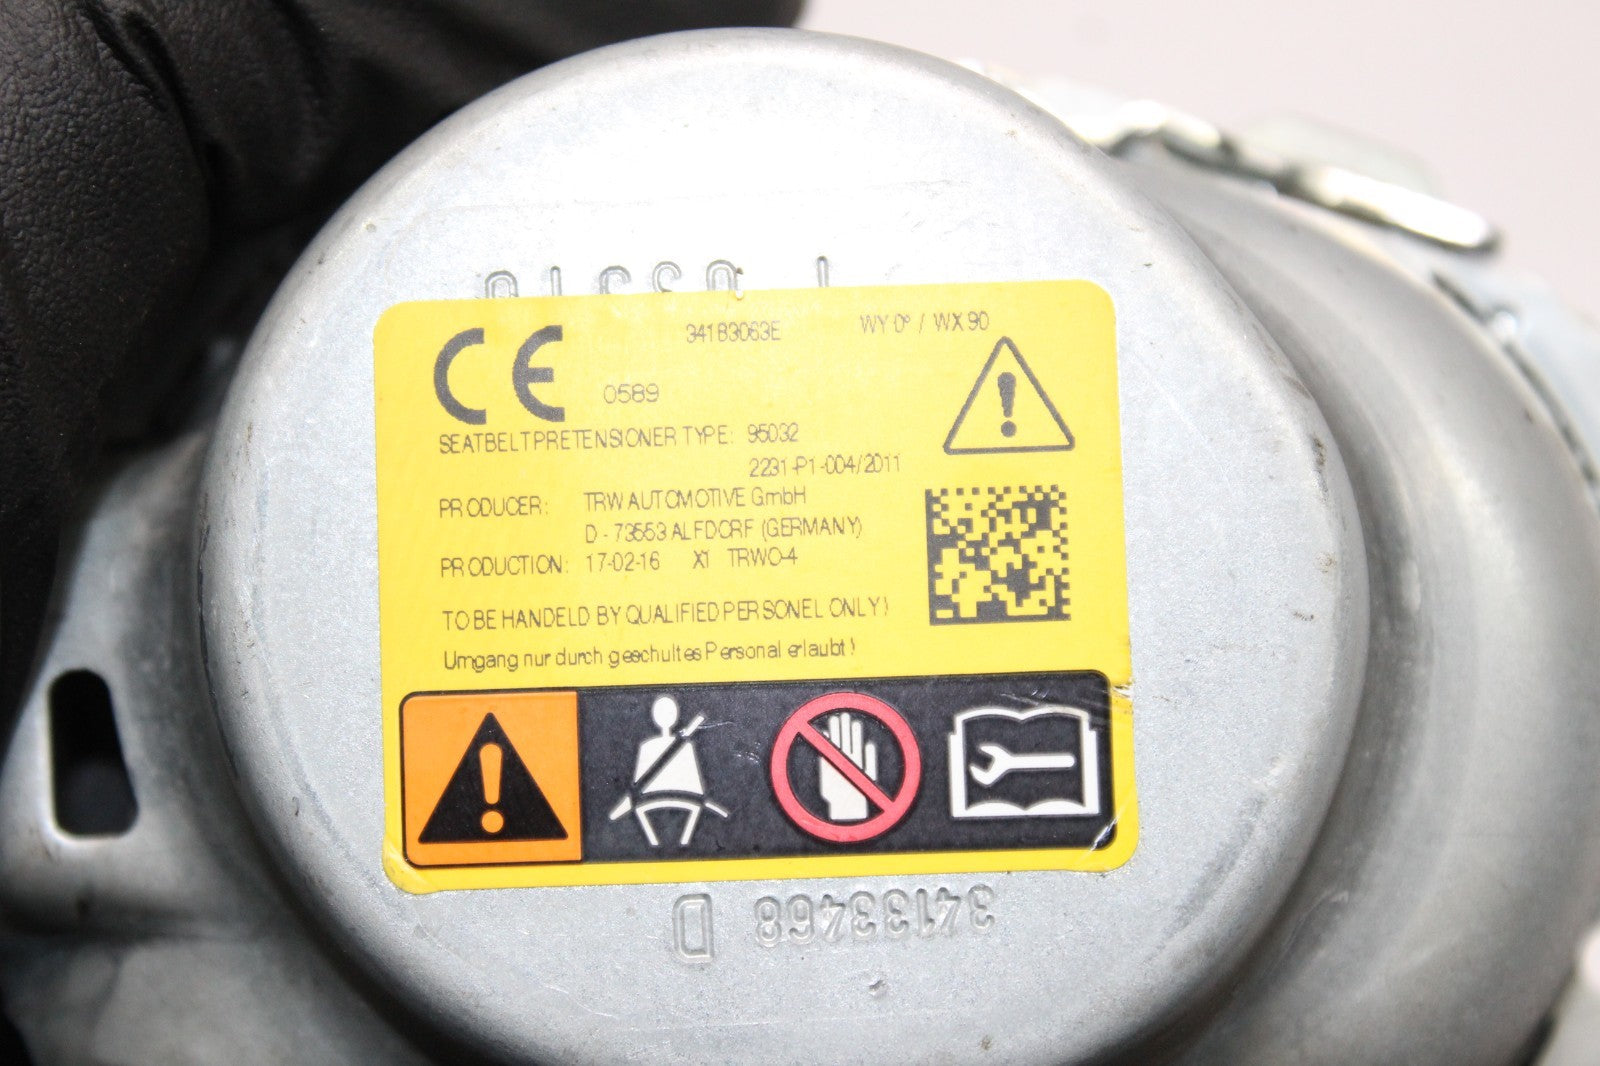 34183063E WY 0° / WX 90
CE 0589
SEATBELT PRETENSIONER TYPE: 95032
2231-P1-004/2011
PRODUCER: TRW AUTOMOTIVE GmbH
D - 73553 ALFDORF (GERMANY)
PRODUCTION: 17-02-16 X1 TRWO-4
TO BE HANDELD BY QUALIFIED PERSONEL ONLY!
Umgang nur durch geschultes Personal erlaubt!
34133468 D